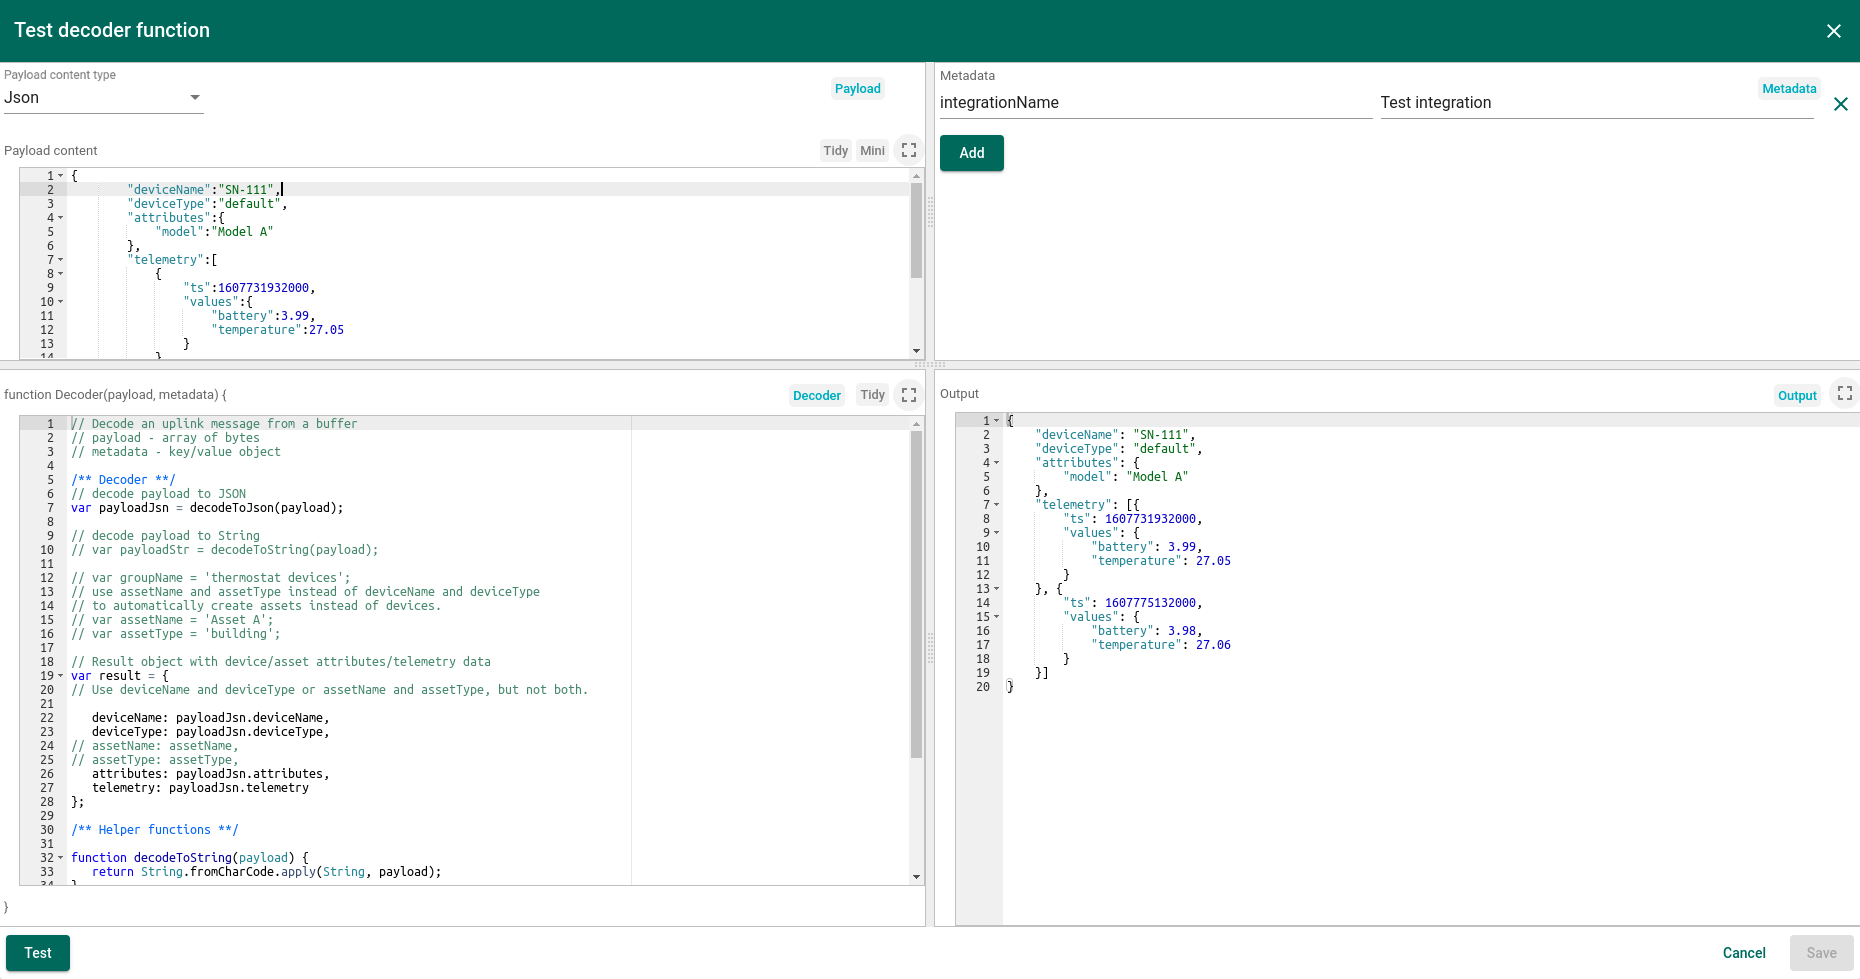 Test decoder function
Payload content type
Json
Payload
Payload content
Tidy
Mini
1 {
2 "deviceName":"SN-111",
3 "deviceType":"default",
4 "attributes":{
5 "model":"Model A"
6 },
7 "telemetry":[
8 {
9 "ts":1607731932000,
10 "values":{
11 "battery":3.99,
12 "temperature":27.05
13 }
14 }
Metadata
Metadata
integrationName
Test integration
Add
function Decoder(payload, metadata) {
Decoder
Tidy
1 // Decode an uplink message from a buffer
2 // payload - array of bytes
3 // metadata - key/value object
4
5 /** Decoder **/
6 // decode payload to JSON
7 var payloadJsn = decodeToJson(payload);
8
9 // decode payload to String
10 // var payloadStr = decodeToString(payload);
11
12 // var groupName = 'thermostat devices';
13 // use assetName and assetType instead of deviceName and deviceType
14 // to automatically create assets instead of devices.
15 // var assetName = 'Asset A';
16 // var assetType = 'building';
17
18 // Result object with device/asset attributes/telemetry data
19 var result = {
20 // Use deviceName and deviceType or assetName and assetType, but not both.
21
22 deviceName: payloadJsn.deviceName,
23 deviceType: payloadJsn.deviceType,
24 // assetName: assetName,
25 // assetType: assetType,
26 attributes: payloadJsn.attributes,
27 telemetry: payloadJsn.telemetry
28 };
29
30 /** Helper functions **/
31
32 function decodeToString(payload) {
33 return String.fromCharCode.apply(String, payload);
34 }
}
Output
Output
1 {
2 "deviceName": "SN-111",
3 "deviceType": "default",
4 "attributes": {
5 "model": "Model A"
6 },
7 "telemetry": [{
8 "ts": 1607731932000,
9 "values": {
10 "battery": 3.99,
11 "temperature": 27.05
12 }
13 }, {
14 "ts": 1607775132000,
15 "values": {
16 "battery": 3.98,
17 "temperature": 27.06
18 }
19 }]
20 }
Test
Cancel
Save